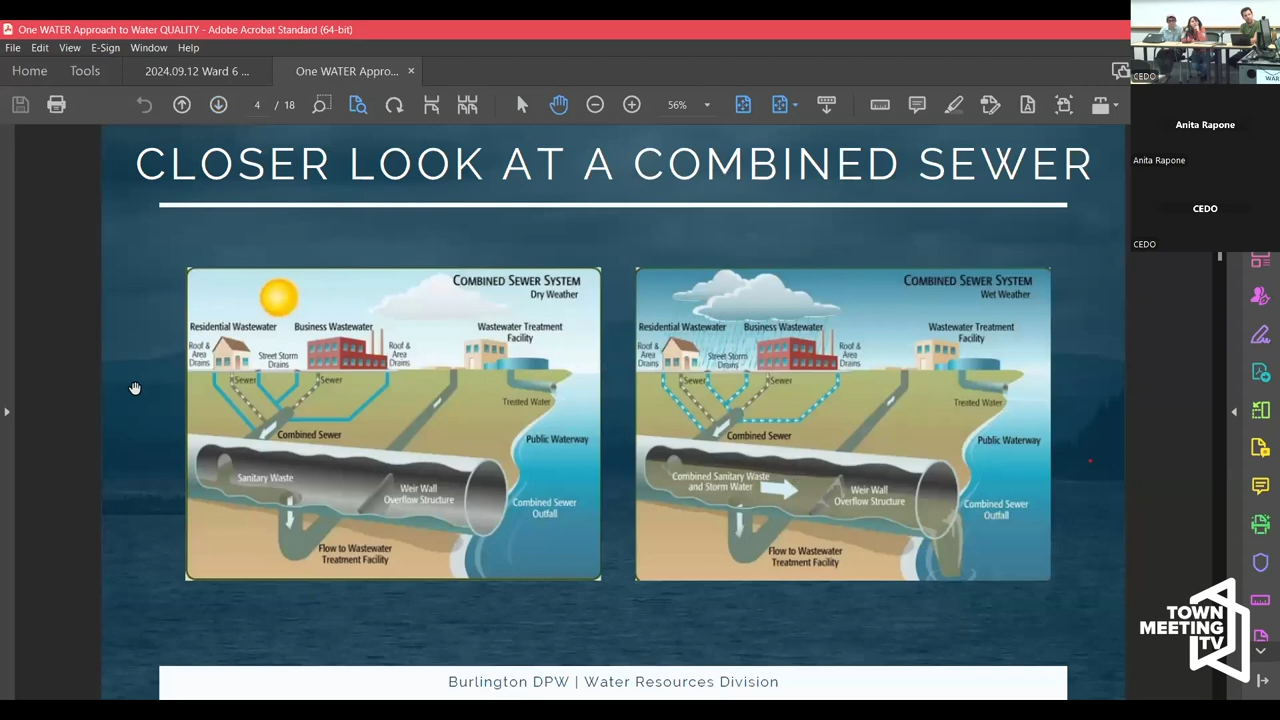 One WATER Approach to Water QUALITY - Adobe Acrobat Standard (64-bit)
File Edit View E-Sign Window Help
Home Tools 2024.09.12 Ward 6 ... One WATER Appro... ×
4 / 18 56%
CLOSER LOOK AT A COMBINED SEWER
COMBINED SEWER SYSTEM
Dry Weather
Residential Wastewater
Business Wastewater
Wastewater Treatment
Facility
Roof &
Area
Drains
Street Storm
Drains
Roof &
Area
Drains
Sewer
Sewer
Treated Water
Combined Sewer
Public Waterway
Sanitary Waste
Weir Wall
Overflow Structure
Combined Sewer
Outfall
Flow to Wastewater
Treatment Facility
COMBINED SEWER SYSTEM
Wet Weather
Residential Wastewater
Business Wastewater
Wastewater Treatment
Facility
Roof &
Area
Drains
Street Storm
Drains
Roof &
Area
Drains
Sewer
Sewer
Treated Water
Combined Sewer
Public Waterway
Combined Sanitary Waste
and Storm Water
Weir Wall
Overflow Structure
Combined Sewer
Outfall
Flow to Wastewater
Treatment Facility
Burlington DPW | Water Resources Division
CEDO
WAR
Anita Rapone
Anita Rapone
CEDO
CEDO
TOWN
MEETING
TV